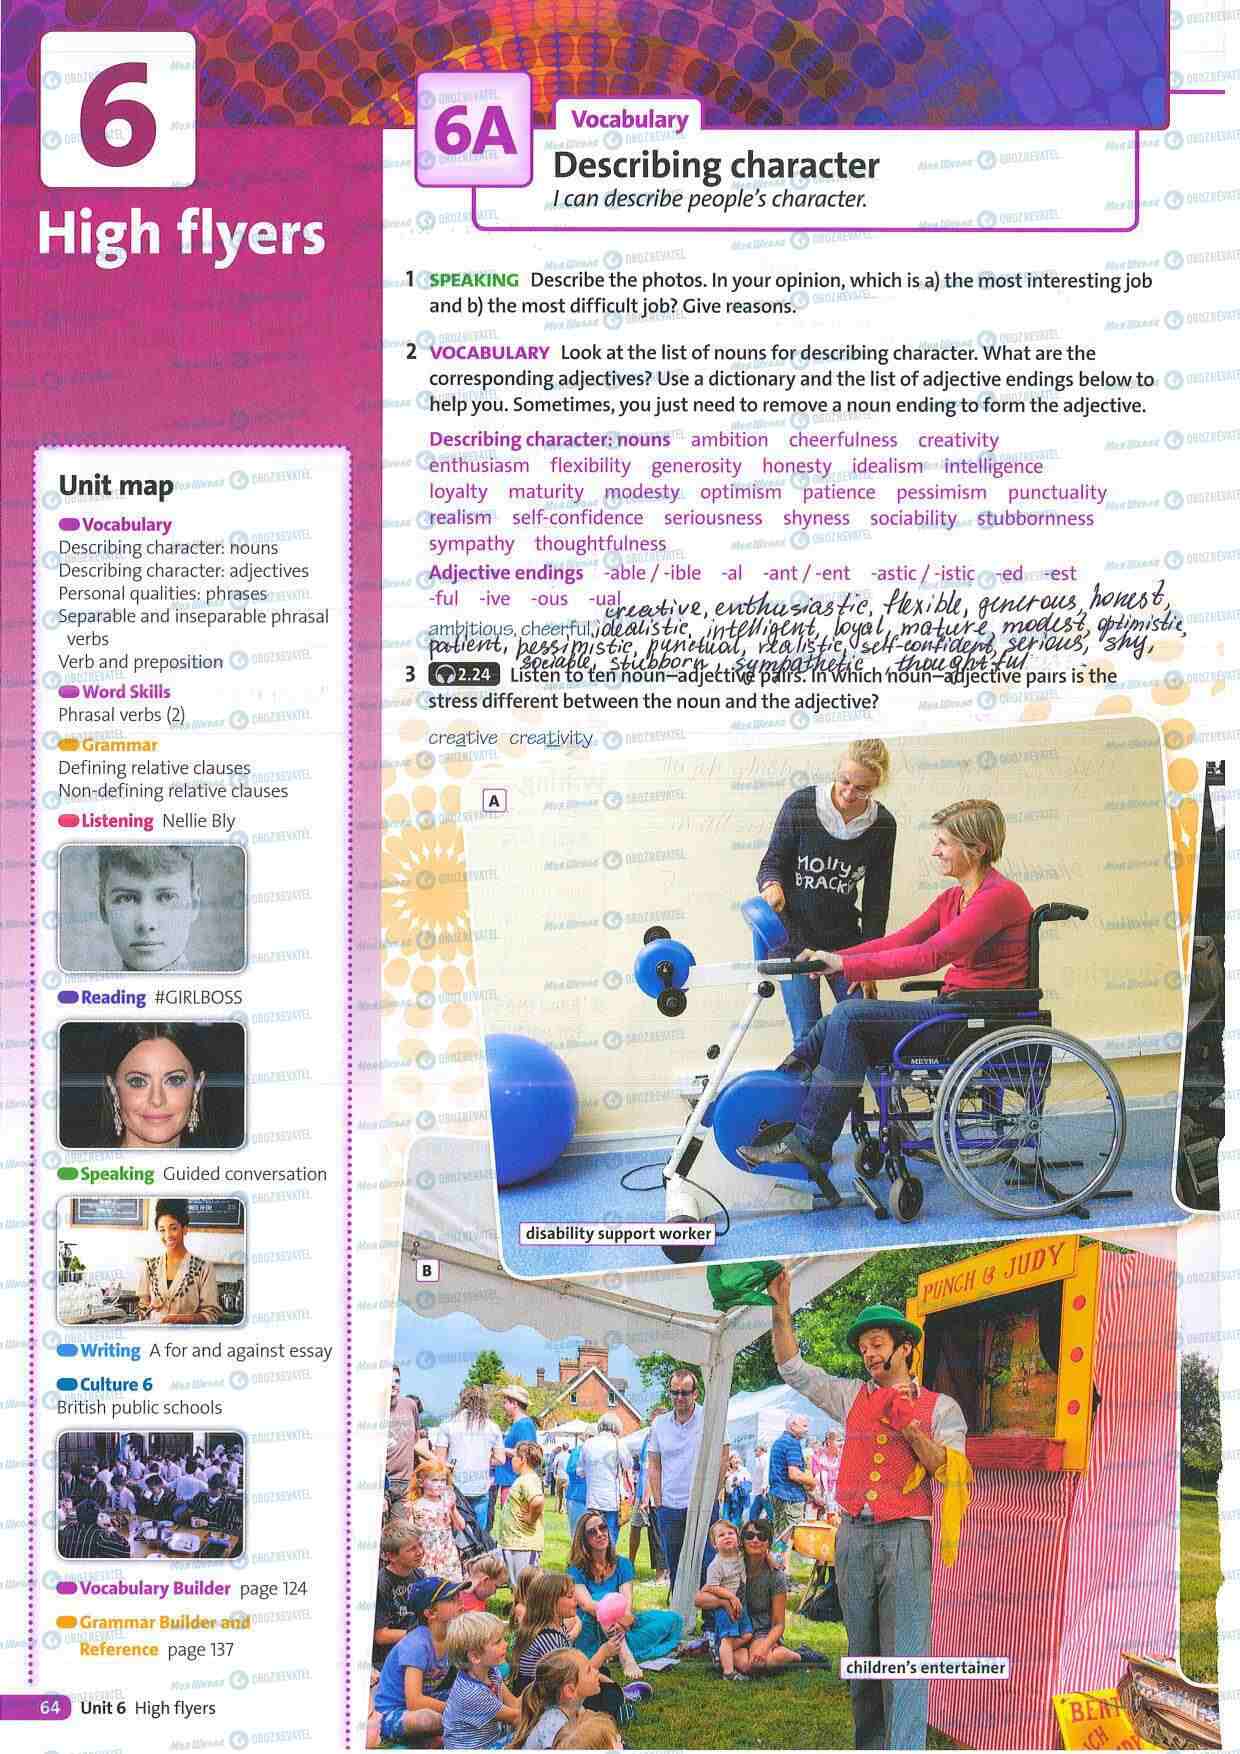 6
High flyers
6A
Vocabulary
Describing character
I can describe people's character.
1 SPEAKING Describe the photos. In your opinion, which is a) the most interesting job
and b) the most difficult job? Give reasons.
2 VOCABULARY Look at the list of nouns for describing character. What are the
corresponding adjectives? Use a dictionary and the list of adjective endings below to
help you. Sometimes, you just need to remove a noun ending to form the adjective.
Describing character: nouns ambition cheerfulness creativity
enthusiasm flexibility generosity honesty idealism intelligence
loyalty maturity modesty optimism patience pessimism punctuality
realism self-confidence seriousness shyness sociability stubbornness
sympathy thoughtfulness
Adjective endings -able / -ible -al -ant / -ent -astic / -istic -ed -est
-ful -ive -ous -ual
creative, enthusiastic, flexible, generous, honest,
ambitious, cheerful, idealistic, intelligent, loyal, mature, modest, optimistic,
patient, pessimistic, punctual, realistic, self-confident, serious, shy,
sociable, stubborn, sympathetic, thoughtful
3 2.24 Listen to ten noun–adjective pairs. In which noun–adjective pairs is the
stress different between the noun and the adjective?
creative creativity
A
MOlly
BRACK
METRA
disability support worker
B
PUNCH & JUDY
children's entertainer
Unit map
Vocabulary
Describing character: nouns
Describing character: adjectives
Personal qualities: phrases
Separable and inseparable phrasal
verbs
Verb and preposition
Word Skills
Phrasal verbs (2)
Grammar
Defining relative clauses
Non-defining relative clauses
Listening Nellie Bly
Reading #GIRLBOSS
Speaking Guided conversation
Writing A for and against essay
Culture 6
British public schools
Vocabulary Builder page 124
Grammar Builder and
Reference page 137
64 Unit 6 High flyers
Моя Школа OBOZREVATEL